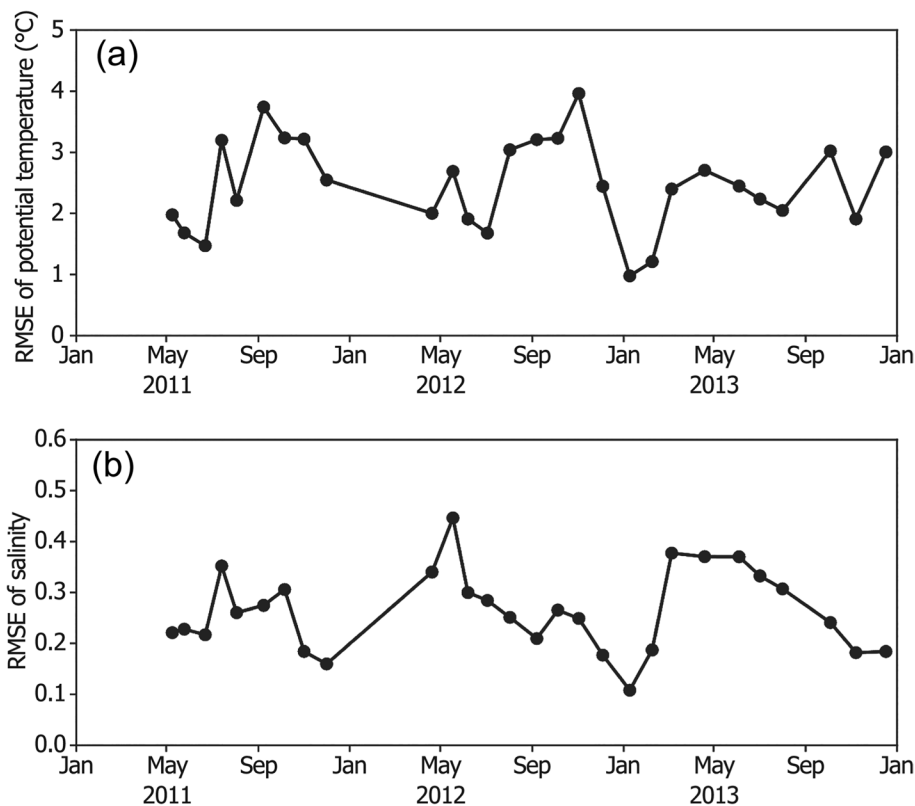 (a)
RMSE of potential temperature (°C)
5
4
3
2
1
0
Jan May Sep Jan May Sep Jan May Sep Jan
2011 2012 2013
(b)
RMSE of salinity
0.6
0.5
0.4
0.3
0.2
0.1
0.0
Jan May Sep Jan May Sep Jan May Sep Jan
2011 2012 2013